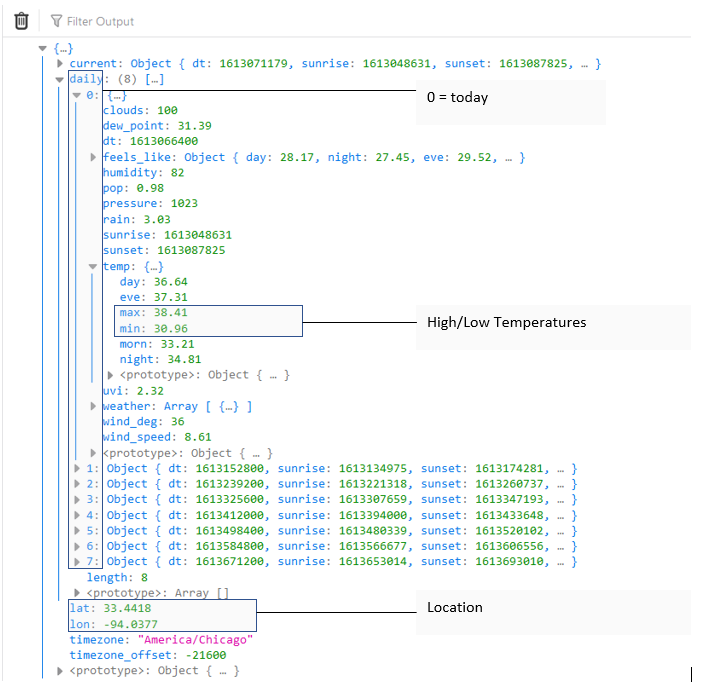 Filter Output
{…}
current: Object { dt: 1613071179, sunrise: 1613048631, sunset: 1613087825, … }
daily: (8) […]
0: {…}
0 = today
clouds: 100
dew_point: 31.39
dt: 1613066400
feels_like: Object { day: 28.17, night: 27.45, eve: 29.52, … }
humidity: 82
pop: 0.98
pressure: 1023
rain: 3.03
sunrise: 1613048631
sunset: 1613087825
temp: {…}
day: 36.64
eve: 37.31
max: 38.41
High/Low Temperatures
min: 30.96
morn: 33.21
night: 34.81
<prototype>: Object { … }
uvi: 2.32
weather: Array [ {…} ]
wind_deg: 36
wind_speed: 8.61
<prototype>: Object { … }
1: Object { dt: 1613152800, sunrise: 1613134975, sunset: 1613174281, … }
2: Object { dt: 1613239200, sunrise: 1613221318, sunset: 1613260737, … }
3: Object { dt: 1613325600, sunrise: 1613307659, sunset: 1613347193, … }
4: Object { dt: 1613412000, sunrise: 1613394000, sunset: 1613433648, … }
5: Object { dt: 1613498400, sunrise: 1613480339, sunset: 1613520102, … }
6: Object { dt: 1613584800, sunrise: 1613566677, sunset: 1613606556, … }
7: Object { dt: 1613671200, sunrise: 1613653014, sunset: 1613693010, … }
length: 8
<prototype>: Array []
lat: 33.4418
Location
lon: -94.0377
timezone: "America/Chicago"
timezone_offset: -21600
<prototype>: Object { … }